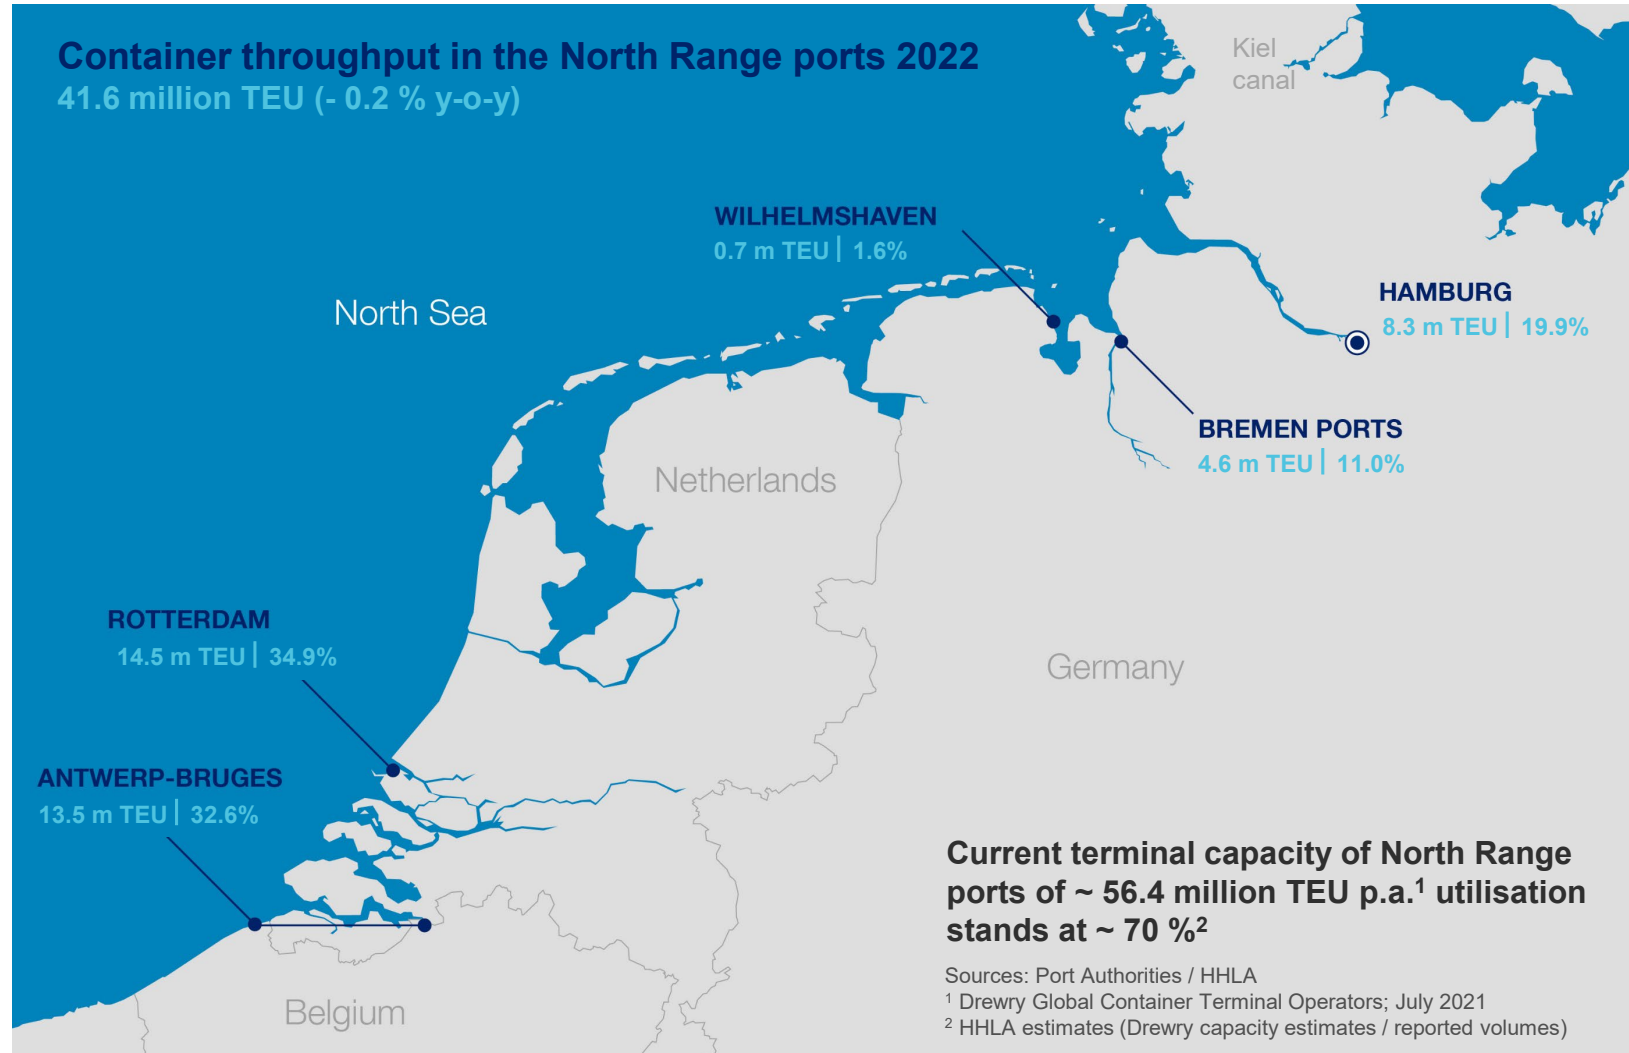 Container throughput in the North Range ports 2022
41.6 million TEU (- 0.2 % y-o-y)
Kiel
canal
WILHELMSHAVEN
0.7 m TEU | 1.6%
North Sea
HAMBURG
8.3 m TEU | 19.9%
BREMEN PORTS
4.6 m TEU | 11.0%
Netherlands
ROTTERDAM
14.5 m TEU | 34.9%
Germany
ANTWERP-BRUGES
13.5 m TEU | 32.6%
Current terminal capacity of North Range
ports of ~ 56.4 million TEU p.a.¹ utilisation
stands at ~ 70 %²
Sources: Port Authorities / HHLA
¹ Drewry Global Container Terminal Operators; July 2021
² HHLA estimates (Drewry capacity estimates / reported volumes)
Belgium